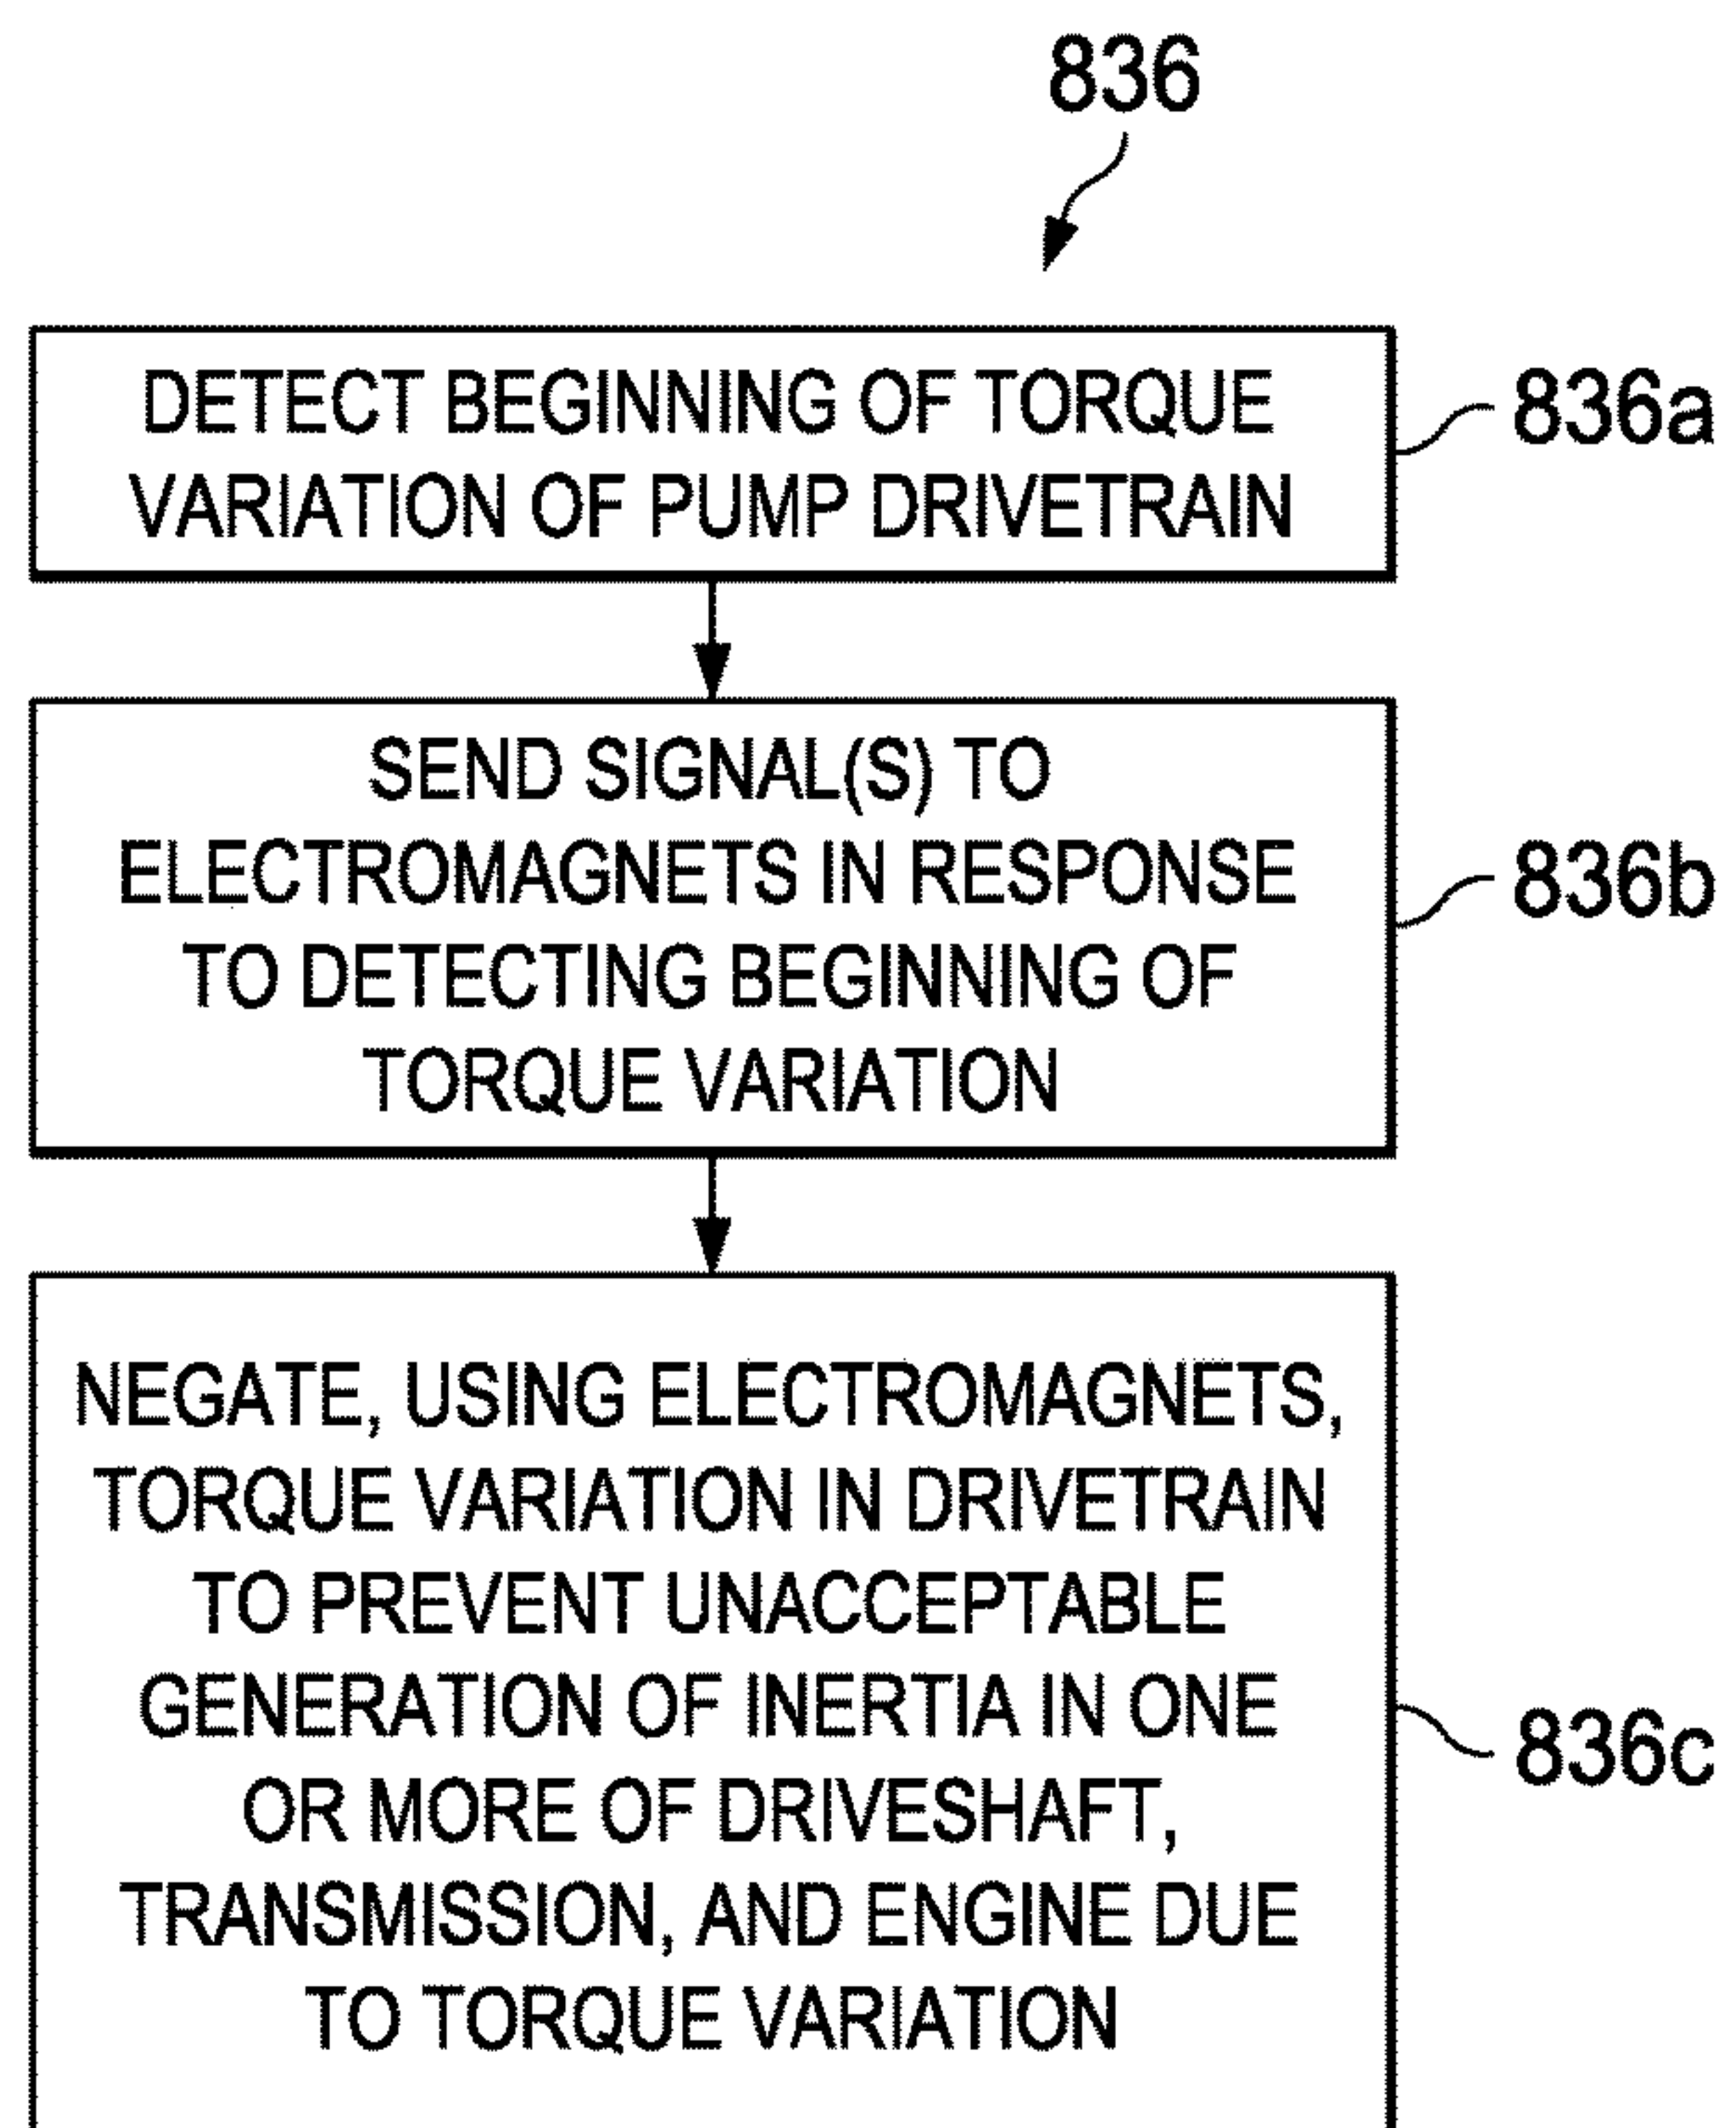 836
DETECT BEGINNING OF TORQUE
VARIATION OF PUMP DRIVETRAIN
836a
SEND SIGNAL(S) TO
ELECTROMAGNETS IN RESPONSE
TO DETECTING BEGINNING OF
TORQUE VARIATION
836b
NEGATE, USING ELECTROMAGNETS,
TORQUE VARIATION IN DRIVETRAIN
TO PREVENT UNACCEPTABLE
GENERATION OF INERTIA IN ONE
OR MORE OF DRIVESHAFT,
TRANSMISSION, AND ENGINE DUE
TO TORQUE VARIATION
836c